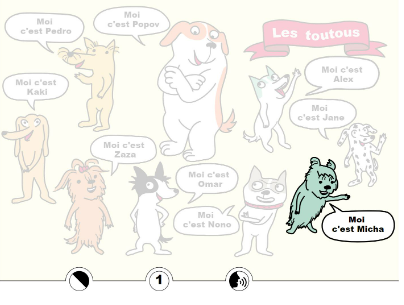 Moi
c'est Pedro
Moi
c'est Popov
Les toutous
Moi c'est
Kaki
Moi c'est
Alex
Moi
c'est Jane
Moi c'est
Zaza
Moi c'est
Omar
Moi
c'est Nono
Moi
c'est Micha
1